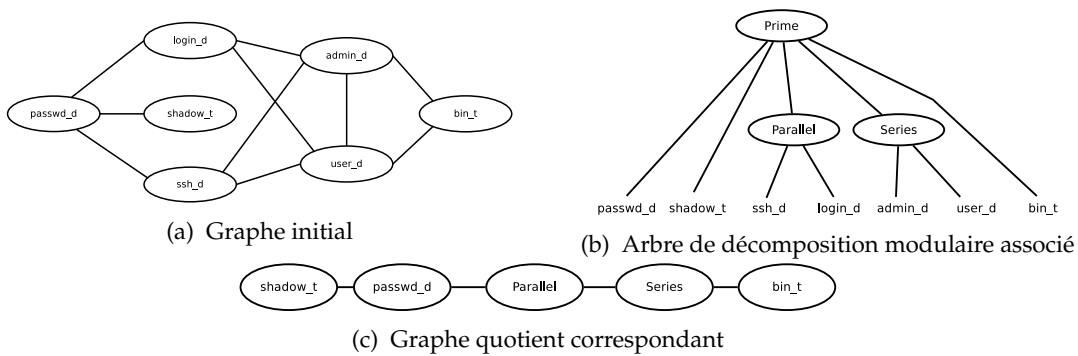 login_d
admin_d
passwd_d
shadow_t
bin_t
user_d
ssh_d
(a) Graphe initial
Prime
Parallel
Series
passwd_d shadow_t ssh_d login_d admin_d user_d bin_t
(b) Arbre de décomposition modulaire associé
shadow_t passwd_d Parallel Series bin_t
(c) Graphe quotient correspondant